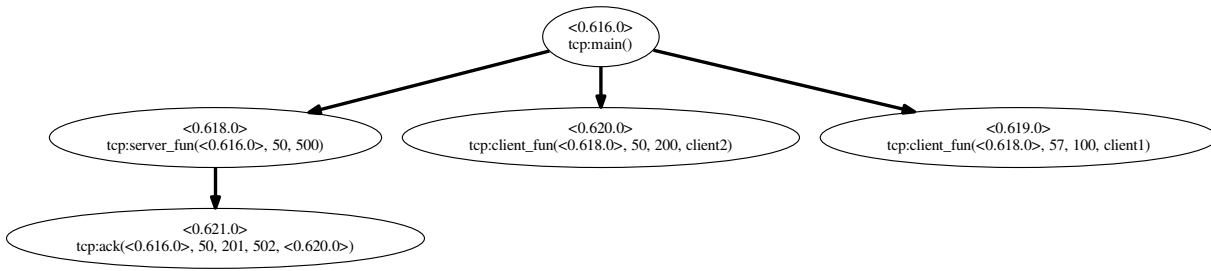 <0.616.0>
tcp:main()
<0.618.0>
tcp:server_fun(<0.616.0>, 50, 500)
<0.620.0>
tcp:client_fun(<0.618.0>, 50, 200, client2)
<0.619.0>
tcp:client_fun(<0.618.0>, 57, 100, client1)
<0.621.0>
tcp:ack(<0.616.0>, 50, 201, 502, <0.620.0>)